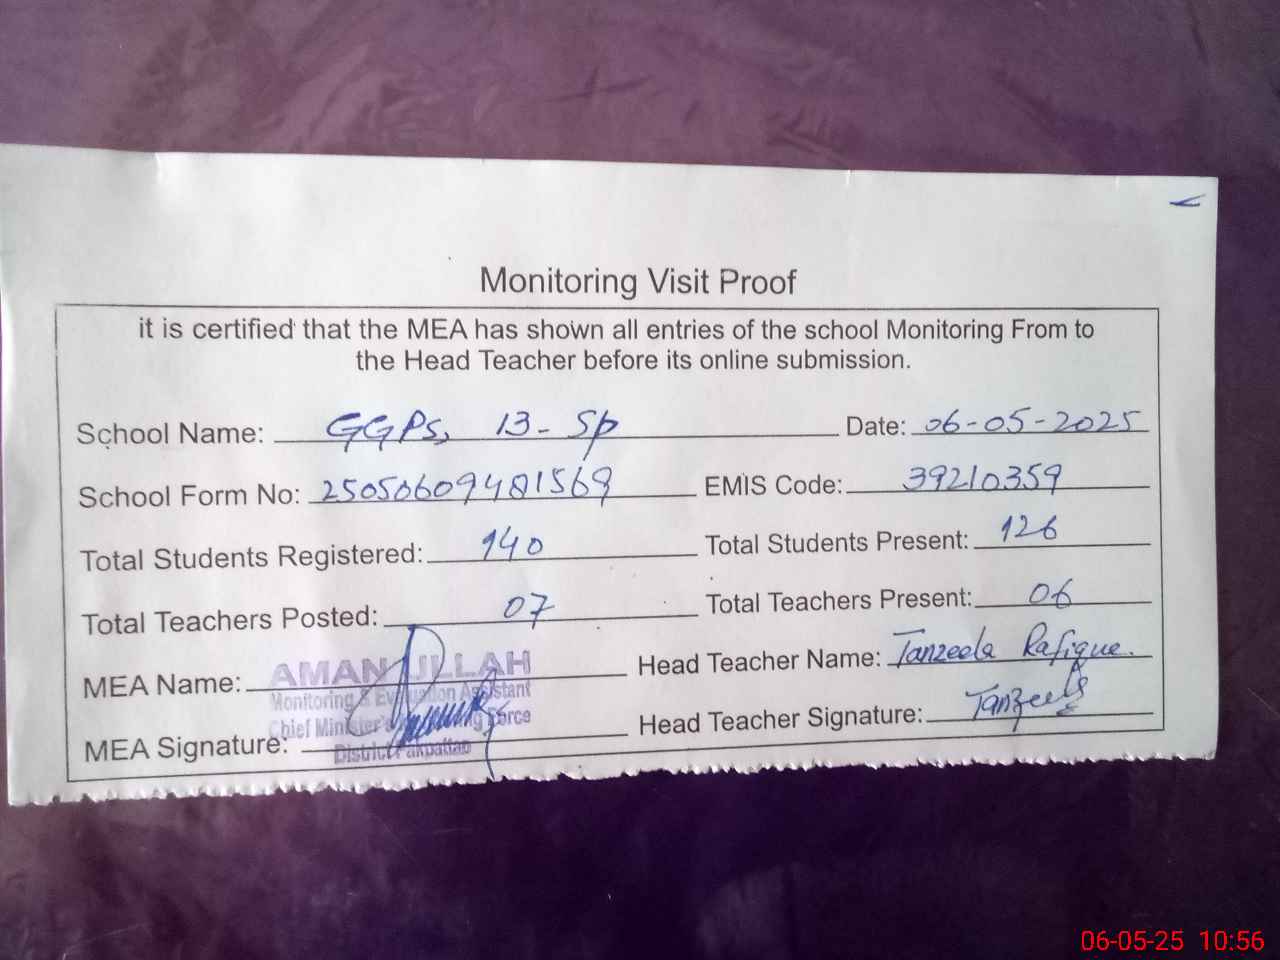 Monitoring Visit Proof
it is certified that the MEA has shown all entries of the school Monitoring From to
the Head Teacher before its online submission.
School Name: GGPS, 13-SP Date: 06-05-2025
School Form No: 25050609481569 EMIS Code: 39210359
Total Students Registered: 140 Total Students Present: 126
Total Teachers Posted: 07 Total Teachers Present: 06
MEA Name: AMAN ULLAH Head Teacher Name: Tanzeela Rafique.
Monitoring & Evaluation Assistant
Chief Minister's Monitoring Force
MEA Signature: Head Teacher Signature: Tanzeela
District Pakpattan
06-05-25 10:56